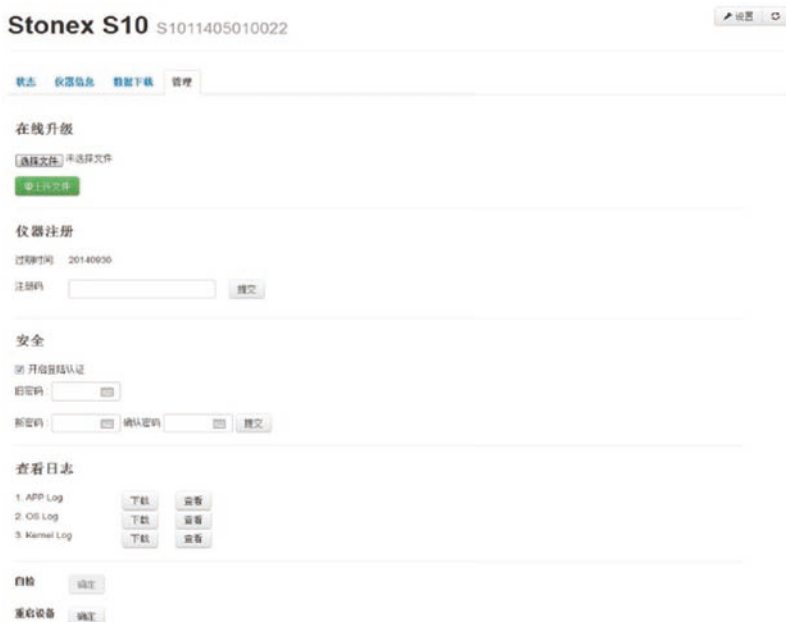 Stonex S10 S1011405010022
设置
状态 仪器信息 数据下载 管理
在线升级
选择文件 未选择文件
上传文件
仪器注册
过期时间 20140930
注册码 提交
安全
开启登陆认证
旧密码:
新密码: 确认密码 提交
查看日志
1. APP Log 下载 查看
2. OS Log 下载 查看
3. Kernel Log 下载 查看
自检 确定
重启设备 确定